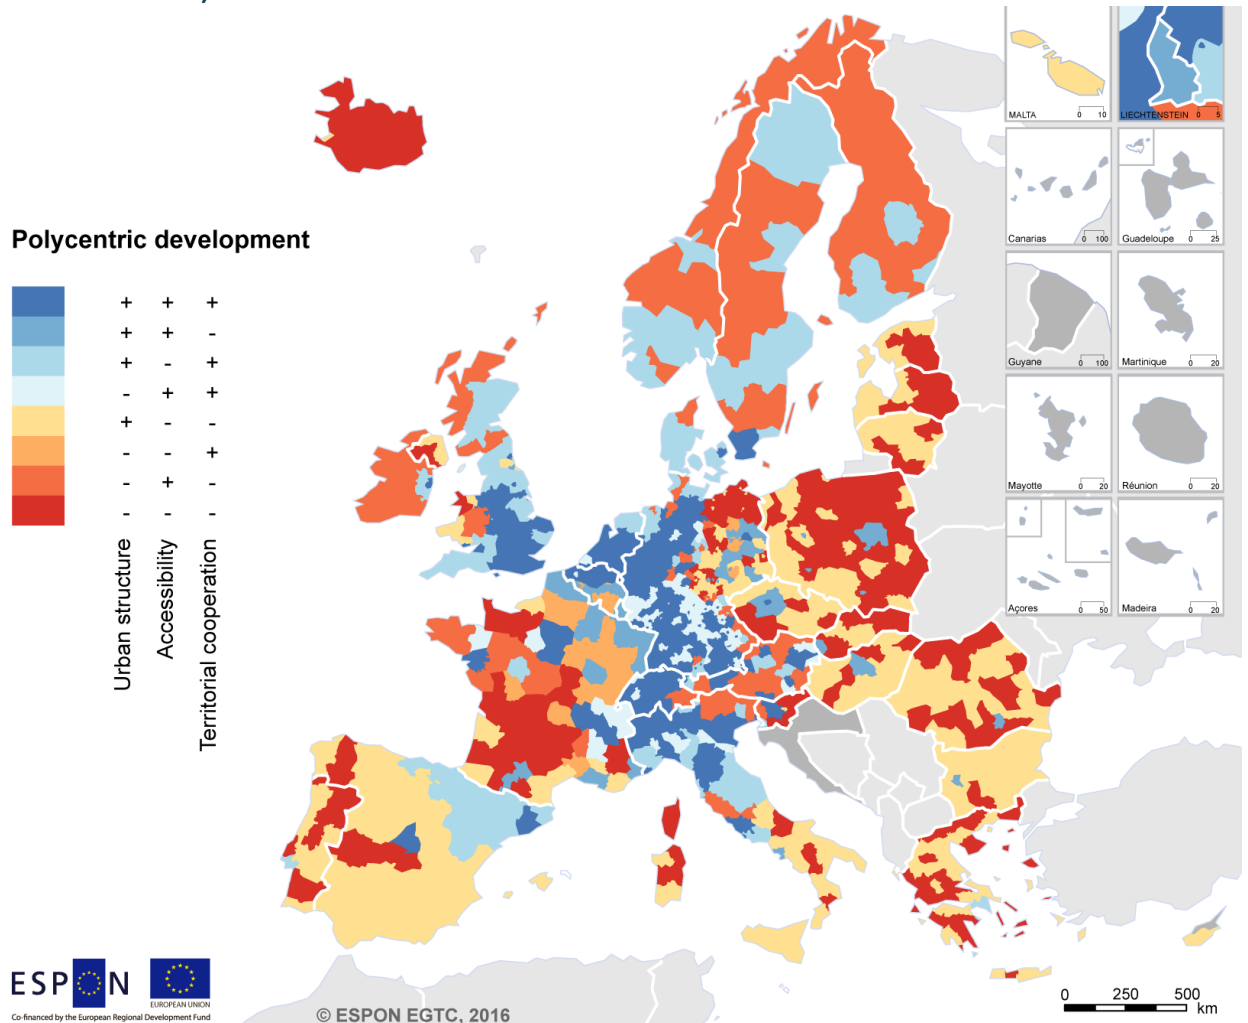 Polycentric development
+ + +
+ + -
+ - +
- + +
+ - -
- - +
- + -
- - -
Urban structure
Accessibility
Territorial cooperation
MALTA 0 10
LIECHTENSTEIN 0 5
Canarias 0 100
Guadeloupe 0 25
Guyane 0 100
Martinique 0 20
Mayotte 0 20
Réunion 0 20
Açores 0 50
Madeira 0 20
ESPON
EUROPEAN UNION
Co-financed by the European Regional Development Fund
© ESPON EGTC, 2016
0 250 500
km